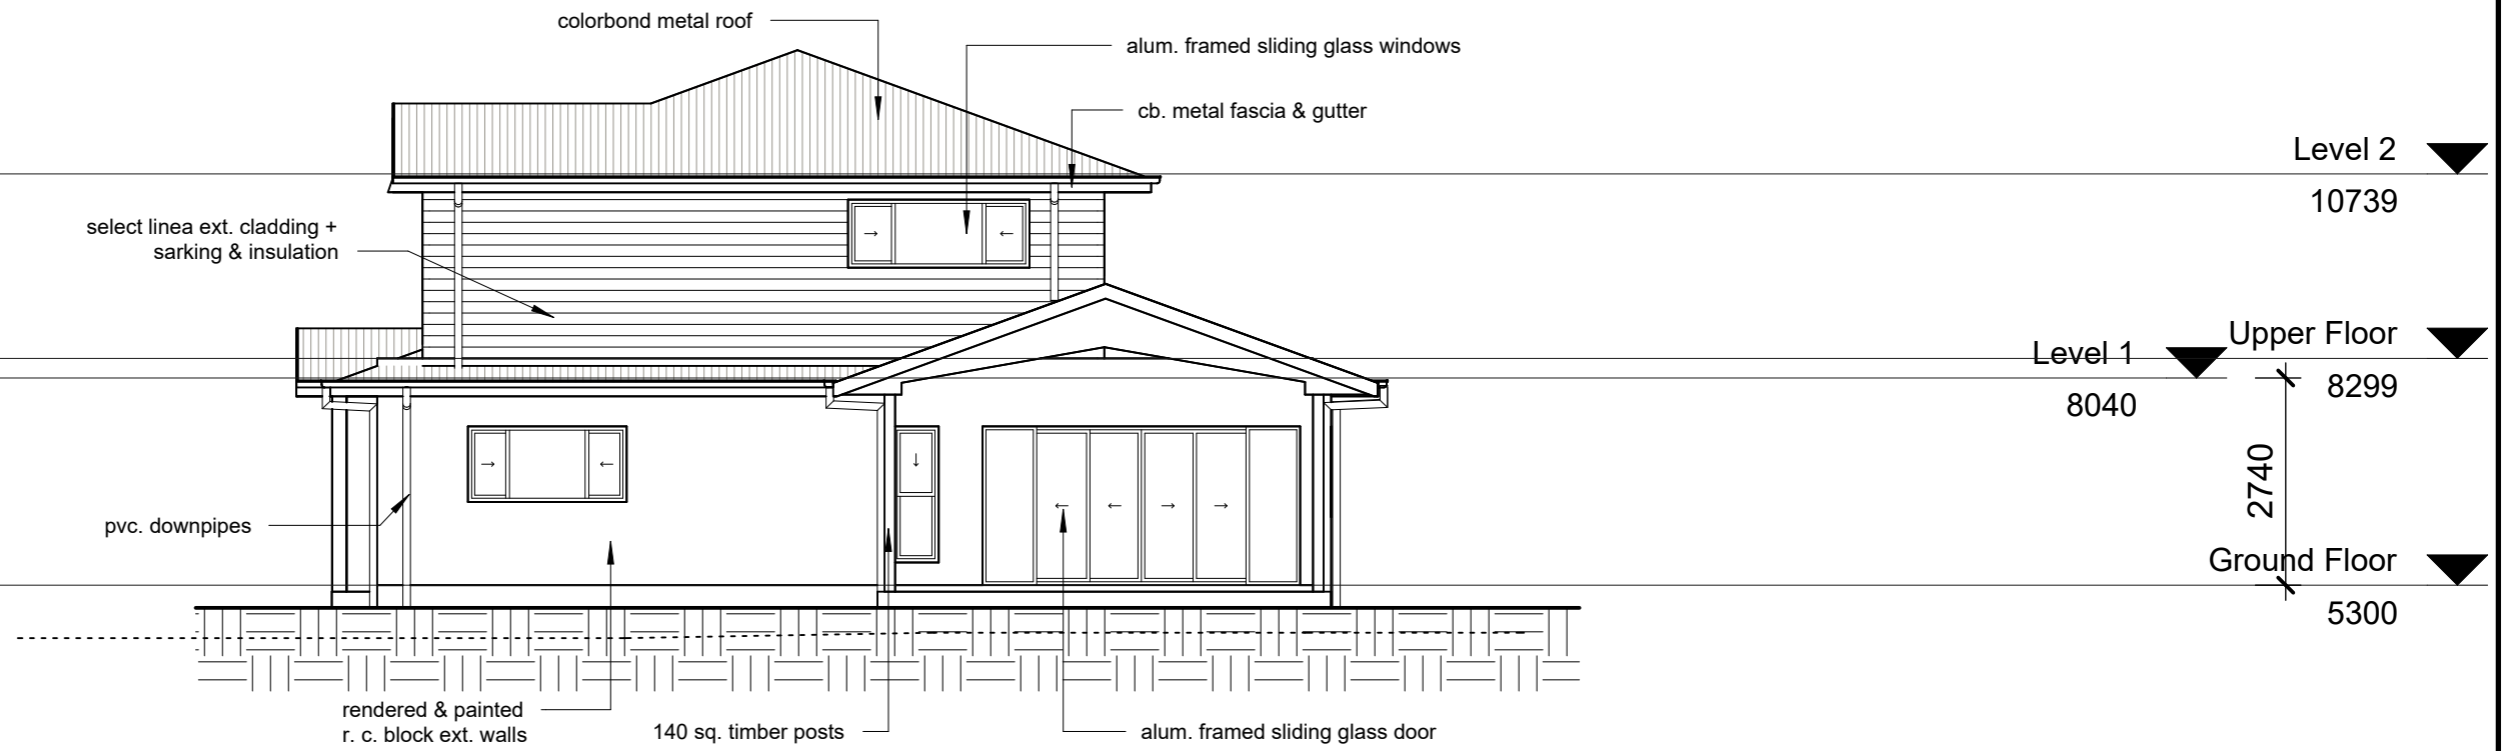 colorbond metal roof
alum. framed sliding glass windows
cb. metal fascia & gutter
Level 2
10739
select linea ext. cladding +
sarking & insulation
Upper Floor
8299
Level 1
8040
2740
pvc. downpipes
Ground Floor
5300
rendered & painted
r. c. block ext. walls
140 sq. timber posts
alum. framed sliding glass door